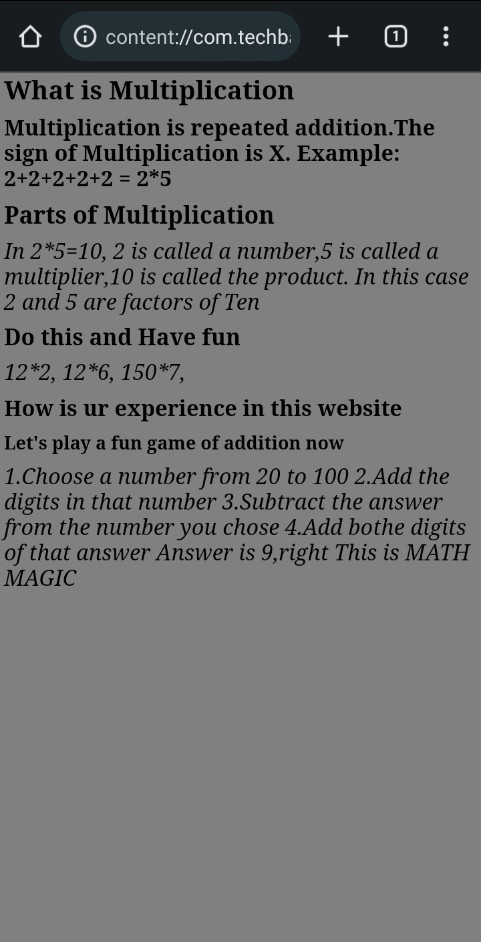 content://com.techb
1
What is Multiplication
Multiplication is repeated addition.The
sign of Multiplication is X. Example:
2+2+2+2+2 = 2*5
Parts of Multiplication
In 2*5=10, 2 is called a number,5 is called a
multiplier,10 is called the product. In this case
2 and 5 are factors of Ten
Do this and Have fun
12*2, 12*6, 150*7,
How is ur experience in this website
Let's play a fun game of addition now
1.Choose a number from 20 to 100 2.Add the
digits in that number 3.Subtract the answer
from the number you chose 4.Add bothe digits
of that answer Answer is 9,right This is MATH
MAGIC